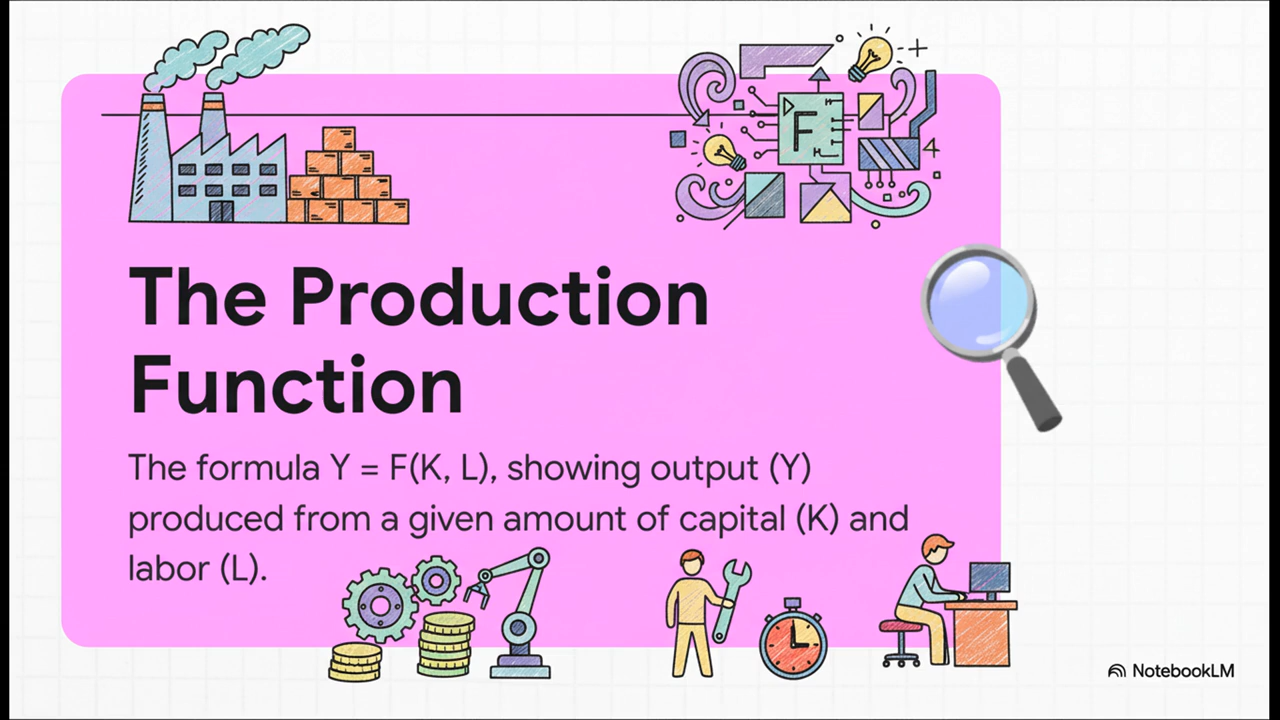 F
4
The Production
Function
The formula Y = F(K, L), showing output (Y)
produced from a given amount of capital (K) and
labor (L).
NotebookLM